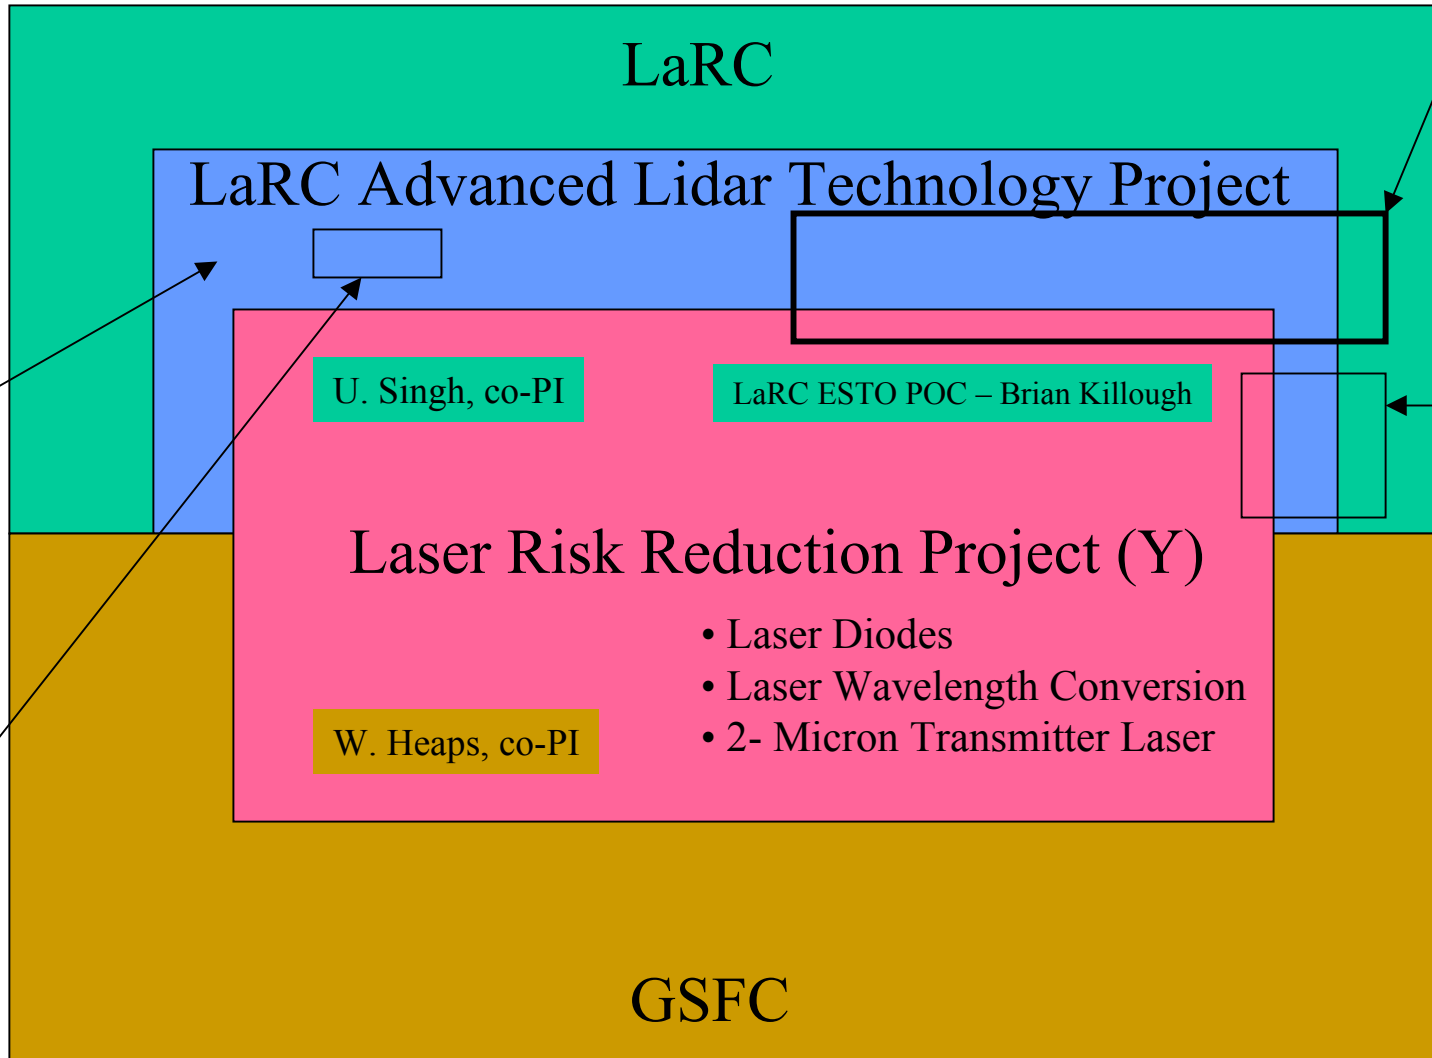 LaRC
LaRC Advanced Lidar Technology Project
U. Singh, co-PI
LaRC ESTO POC – Brian Killough
Laser Risk Reduction Project (Y)
• Laser Diodes
• Laser Wavelength Conversion
• 2- Micron Transmitter Laser
W. Heaps, co-PI
GSFC